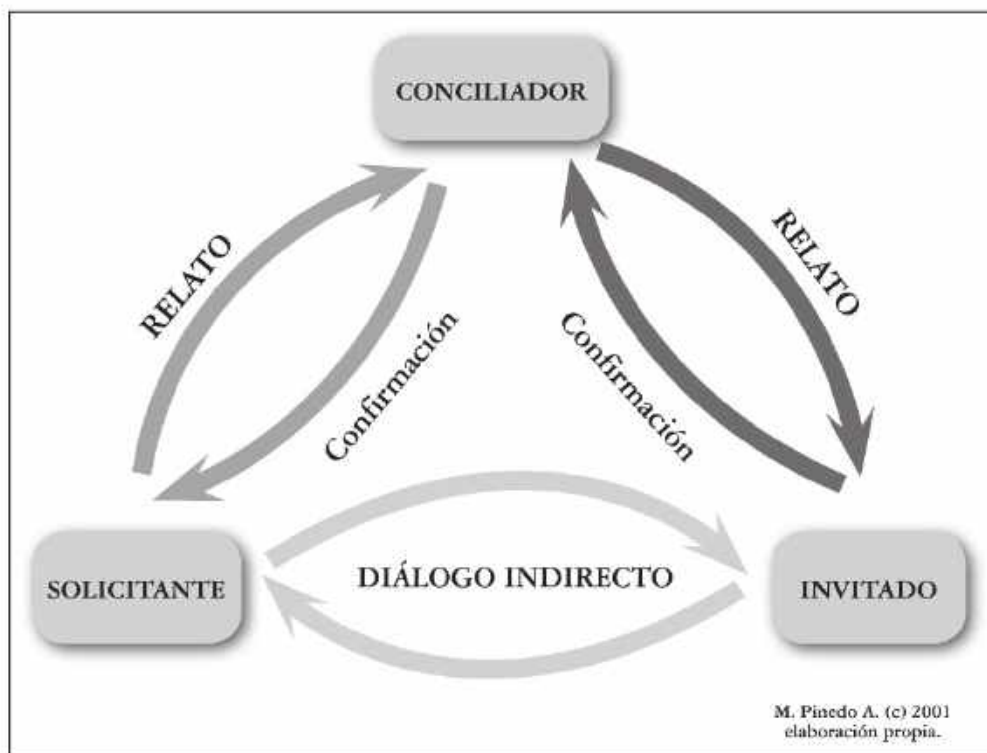 CONCILIADOR
RELATO
RELATO
Confirmación
Confirmación
SOLICITANTE
DIÁLOGO INDIRECTO
INVITADO
M. Pinedo A. (c) 2001
elaboración propia.